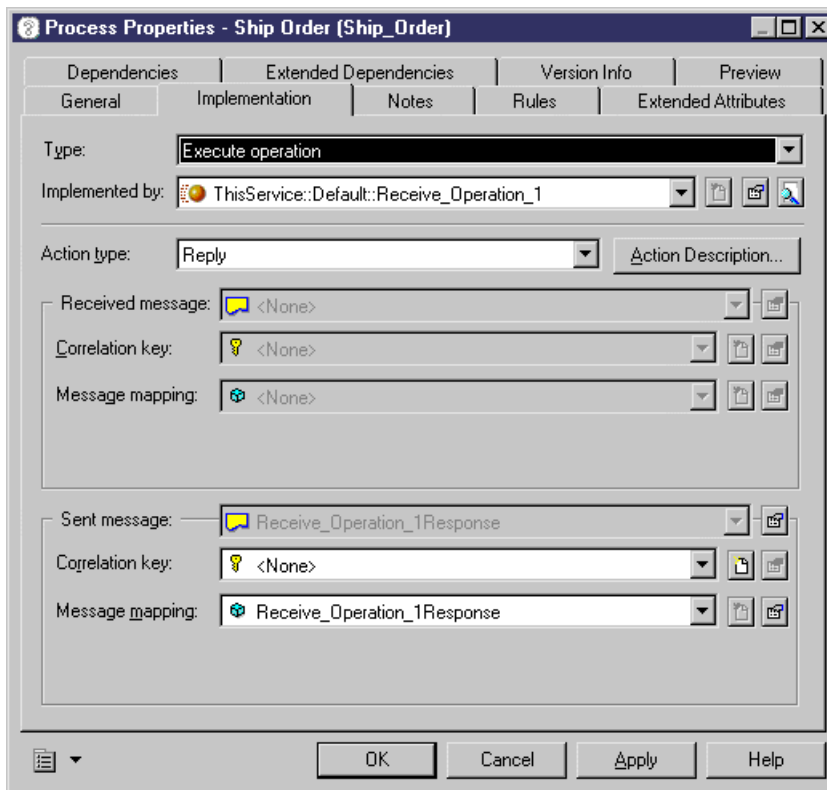 Process Properties - Ship Order (Ship_Order)
Dependencies Extended Dependencies Version Info Preview
General Implementation Notes Rules Extended Attributes
Type: Execute operation
Implemented by: ThisService::Default::Receive_Operation_1
Action type: Reply Action Description...
Received message: <None>
Correlation key: <None>
Message mapping: <None>
Sent message: Receive_Operation_1Response
Correlation key: <None>
Message mapping: Receive_Operation_1Response
OK Cancel Apply Help